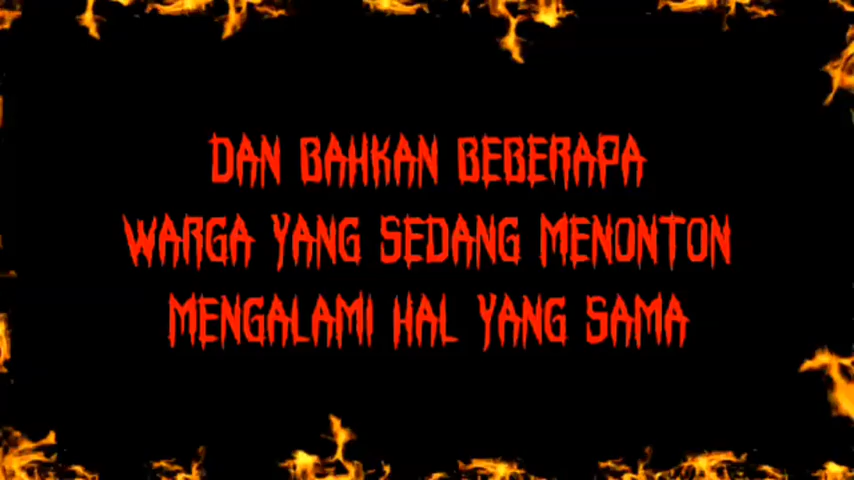 DAN BAHKAN BEBERAPA
WARGA YANG SEDANG MENONTON
MENGALAMI HAL YANG SAMA